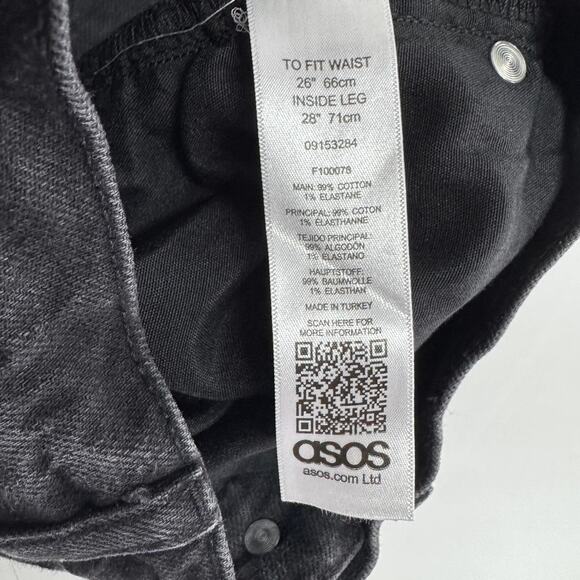 TO FIT WAIST
26" 66cm
INSIDE LEG
28" 71cm
09153284
F100078
MAIN: 99% COTTON
1% ELASTANE
PRINCIPAL: 99% COTON
1% ELASTHANNE
TEJIDO PRINCIPAL:
99% ALGODÓN
1% ELASTANO
HAUPTSTOFF:
99% BAUMWOLLE
1% ELASTHAN
MADE IN TURKEY
SCAN HERE FOR
MORE INFORMATION
asos
asos.com Ltd